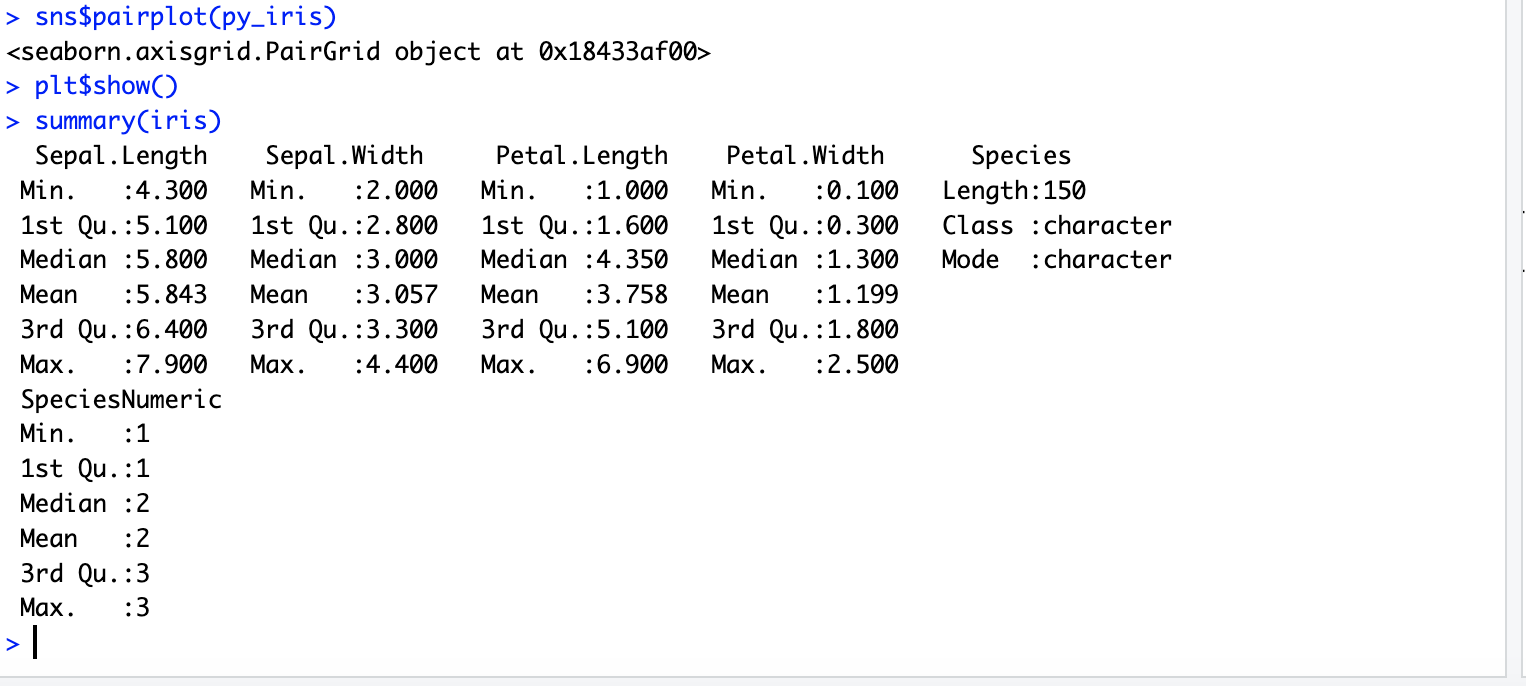 > sns$pairplot(py_iris)
<seaborn.axisgrid.PairGrid object at 0x18433af00>
> plt$show()
> summary(iris)
  Sepal.Length    Sepal.Width     Petal.Length    Petal.Width      Species
 Min.   :4.300   Min.   :2.000   Min.   :1.000   Min.   :0.100   Length:150
 1st Qu.:5.100   1st Qu.:2.800   1st Qu.:1.600   1st Qu.:0.300   Class :character
 Median :5.800   Median :3.000   Median :4.350   Median :1.300   Mode  :character
 Mean   :5.843   Mean   :3.057   Mean   :3.758   Mean   :1.199
 3rd Qu.:6.400   3rd Qu.:3.300   3rd Qu.:5.100   3rd Qu.:1.800
 Max.   :7.900   Max.   :4.400   Max.   :6.900   Max.   :2.500
 SpeciesNumeric
 Min.   :1
 1st Qu.:1
 Median :2
 Mean   :2
 3rd Qu.:3
 Max.   :3
>